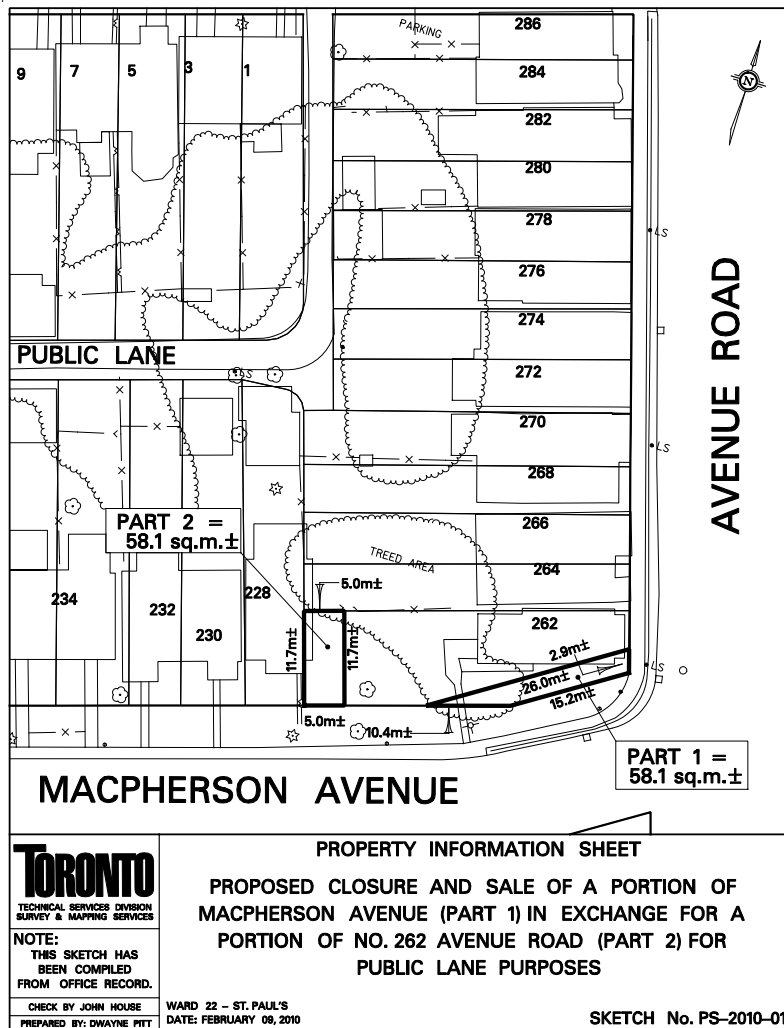 PARKING
286
284
282
280
278
276
274
272
270
268
266
264
262
9
7
5
3
1
N
LS
LS
LS
LS
AVENUE ROAD
PUBLIC LANE
PART 2 =
58.1 sq.m.±
TREED AREA
234
232
230
228
5.0m±
11.7m±
11.7m±
5.0m±
10.4m±
2.9m±
26.0m±
15.2m±
PART 1 =
58.1 sq.m.±
MACPHERSON AVENUE
TORONTO
TECHNICAL SERVICES DIVISION
SURVEY & MAPPING SERVICES
NOTE:
THIS SKETCH HAS
BEEN COMPILED
FROM OFFICE RECORD.
CHECK BY JOHN HOUSE
PREPARED BY: DWAYNE PITT
PROPERTY INFORMATION SHEET
PROPOSED CLOSURE AND SALE OF A PORTION OF
MACPHERSON AVENUE (PART 1) IN EXCHANGE FOR A
PORTION OF NO. 262 AVENUE ROAD (PART 2) FOR
PUBLIC LANE PURPOSES
WARD 22 – ST. PAUL'S
DATE: FEBRUARY 09, 2010
SKETCH No. PS–2010–01